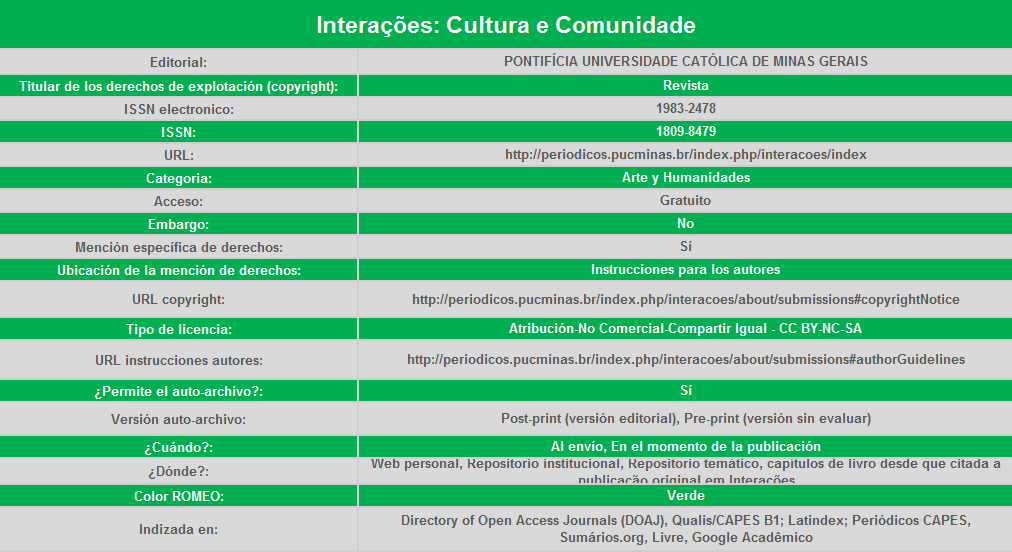 Interações: Cultura e Comunidade
Editorial: PONTIFÍCIA UNIVERSIDADE CATÓLICA DE MINAS GERAIS
Titular de los derechos de explotación (copyright): Revista
ISSN electronico: 1983-2478
ISSN: 1809-8479
URL: http://periodicos.pucminas.br/index.php/interacoes/index
Categoria: Arte y Humanidades
Acceso: Gratuito
Embargo: No
Mención específica de derechos: Sí
Ubicación de la mención de derechos: Instrucciones para los autores
URL copyright: http://periodicos.pucminas.br/index.php/interacoes/about/submissions#copyrightNotice
Tipo de licencia: Atribución-No Comercial-Compartir Igual - CC BY-NC-SA
URL instrucciones autores: http://periodicos.pucminas.br/index.php/interacoes/about/submissions#authorGuidelines
¿Permite el auto-archivo?: Sí
Versión auto-archivo: Post-print (versión editorial), Pre-print (versión sin evaluar)
¿Cuándo?: Al envío, En el momento de la publicación
¿Dónde?: Web personal, Repositorio institucional, Repositorio temático, capítulos de livro desde que citada a
publicação original em Interações
Color ROMEO: Verde
Indizada en: Directory of Open Access Journals (DOAJ), Qualis/CAPES B1; Latindex; Periódicos CAPES,
Sumários.org, Livre, Google Acadêmico